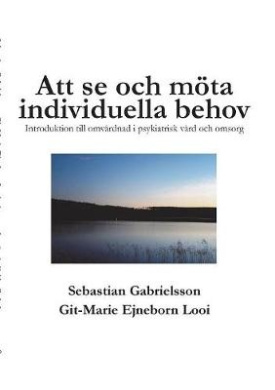 Att se och möta
individuella behov
Introduktion till omvårdnad i psykiatrisk vård och omsorg
Sebastian Gabrielsson
Git-Marie Ejneborn Looi